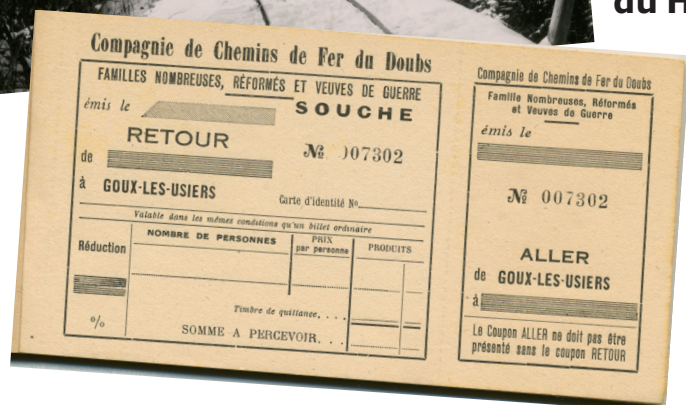 du H
Compagnie de Chemins de Fer du Doubs
FAMILLES NOMBREUSES, RÉFORMÉS ET VEUVES DE GUERRE
émis le
SOUCHE
RETOUR
№ 007302
de
à GOUX-LES-USIERS
Carte d'identité No
Valable dans les mêmes conditions qu'un billet ordinaire
Réduction
%
NOMBRE DE PERSONNES
PRIX
par personne
PRODUITS
Timbre de quittance. . . .
SOMME A PERCEVOIR. . .
Compagnie de Chemins de Fer du Doubs
Famille Nombreuses, Réformés
et Veuves de Guerre
émis le
№ 007302
ALLER
de GOUX-LES-USIERS
à
Le Coupon ALLER ne doit pas être
présenté sans le coupon RETOUR